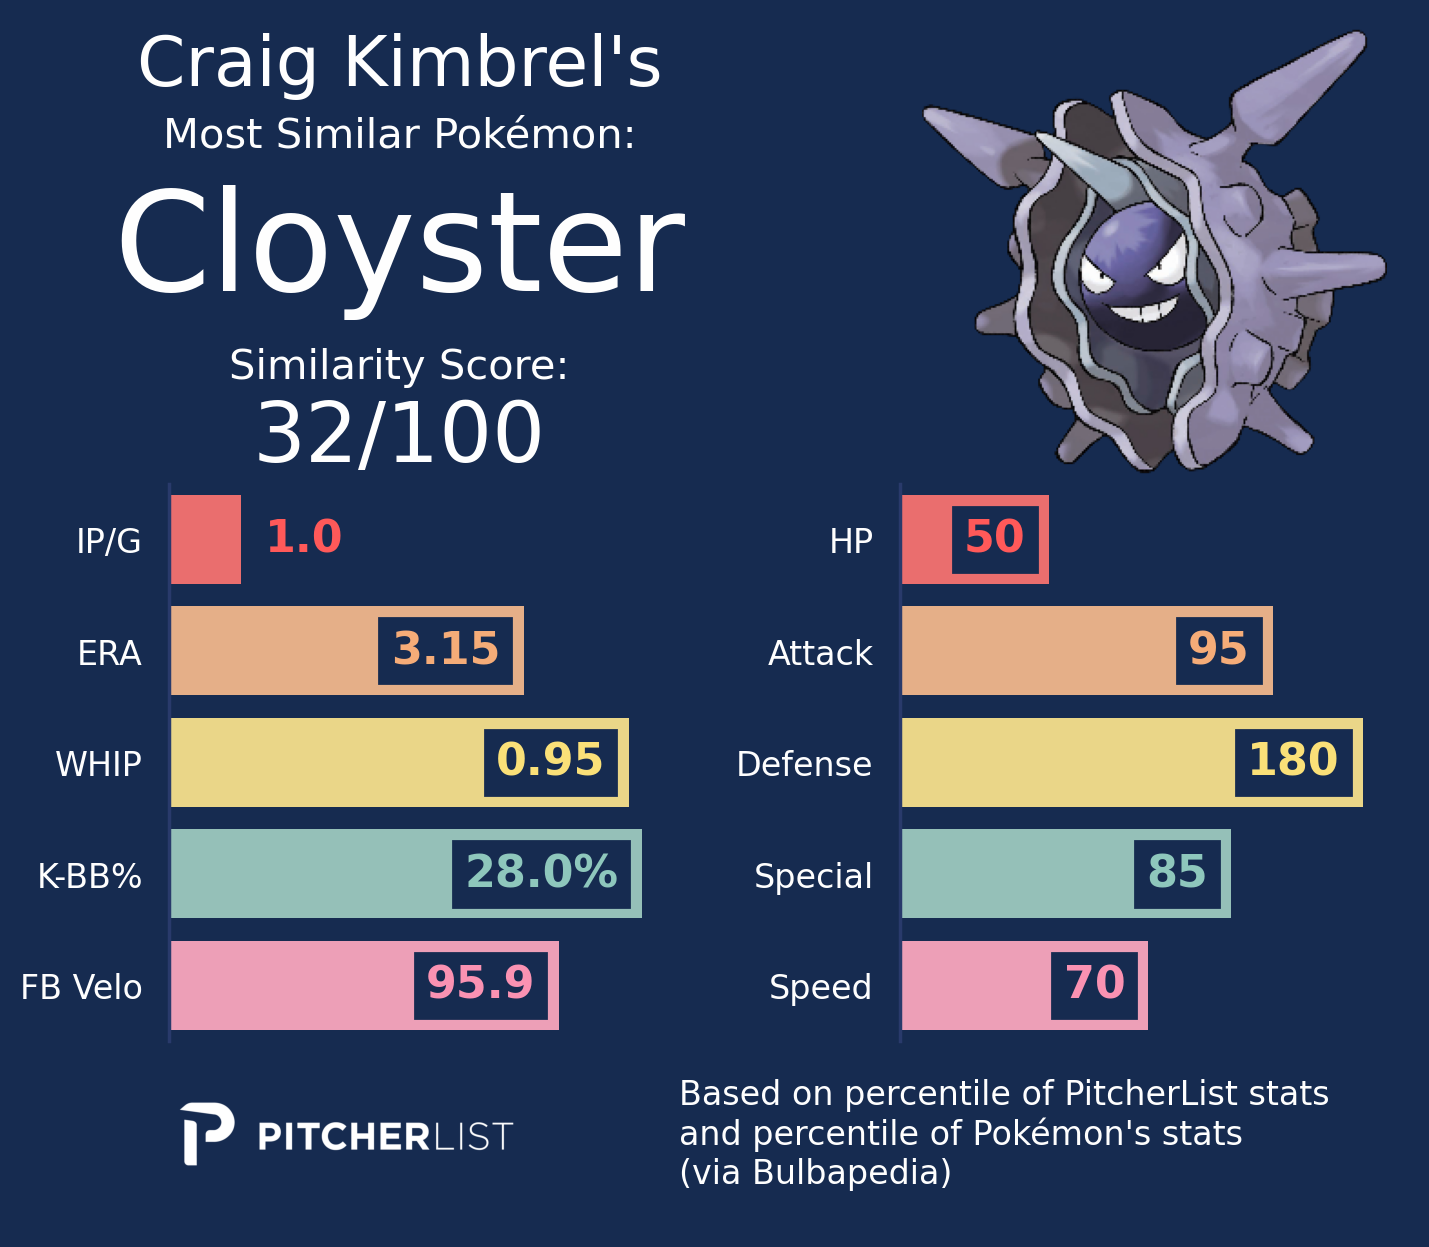 Craig Kimbrel's
Most Similar Pokémon:
Cloyster
Similarity Score:
32/100
IP/G 1.0
ERA 3.15
WHIP 0.95
K-BB% 28.0%
FB Velo 95.9
HP 50
Attack 95
Defense 180
Special 85
Speed 70
PITCHERLIST
Based on percentile of PitcherList stats
and percentile of Pokémon's stats
(via Bulbapedia)